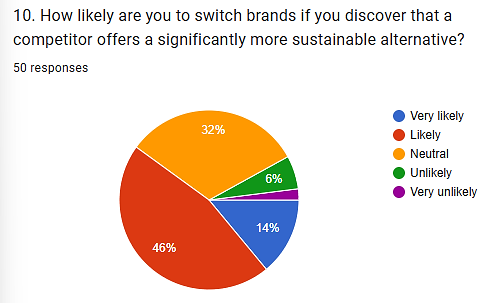 10. How likely are you to switch brands if you discover that a
competitor offers a significantly more sustainable alternative?
50 responses
Very likely
Likely
Neutral
Unlikely
Very unlikely
32%
6%
14%
46%